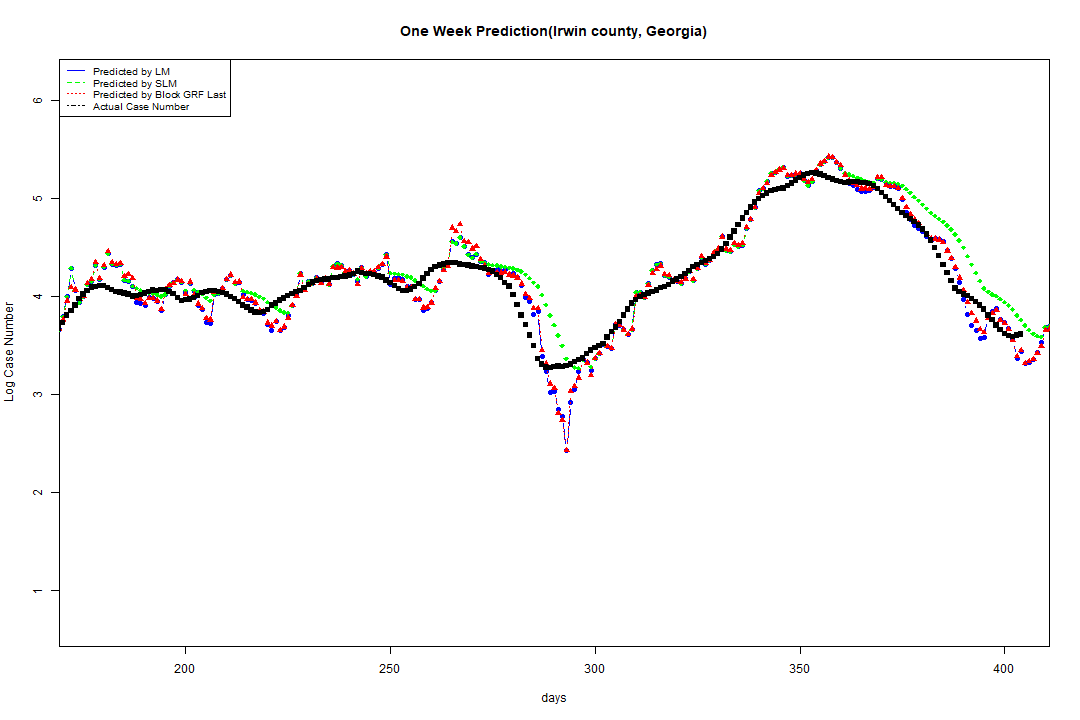 One Week Prediction(Irwin county, Georgia)
Predicted by LM
Predicted by SLM
Predicted by Block GRF Last
Actual Case Number
6
5
4
3
2
1
Log Case Number
200
250
300
350
400
days